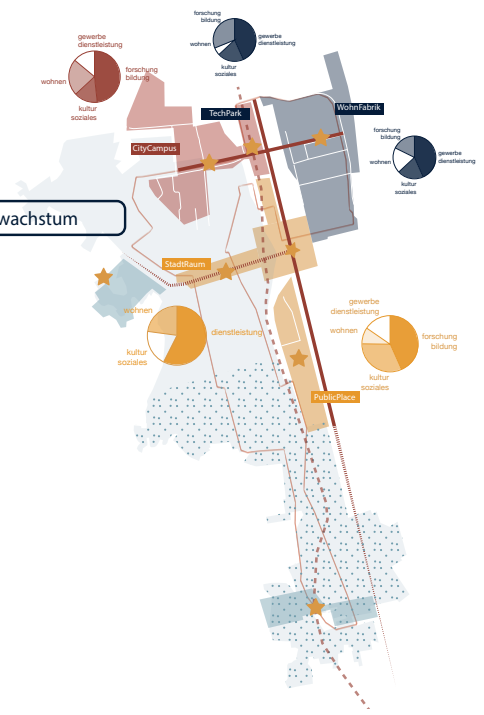 forschung
bildung
wohnen
gewerbe
dienstleistung
kultur
soziales
gewerbe
dienstleistung
forschung
bildung
wohnen
kultur
soziales
TechPark
WohnFabrik
CityCampus
forschung
bildung
gewerbe
dienstleistung
wohnen
kultur
soziales
wachstum
StadtRaum
wohnen
dienstleistung
kultur
soziales
gewerbe
dienstleistung
wohnen
forschung
bildung
kultur
soziales
PublicPlace